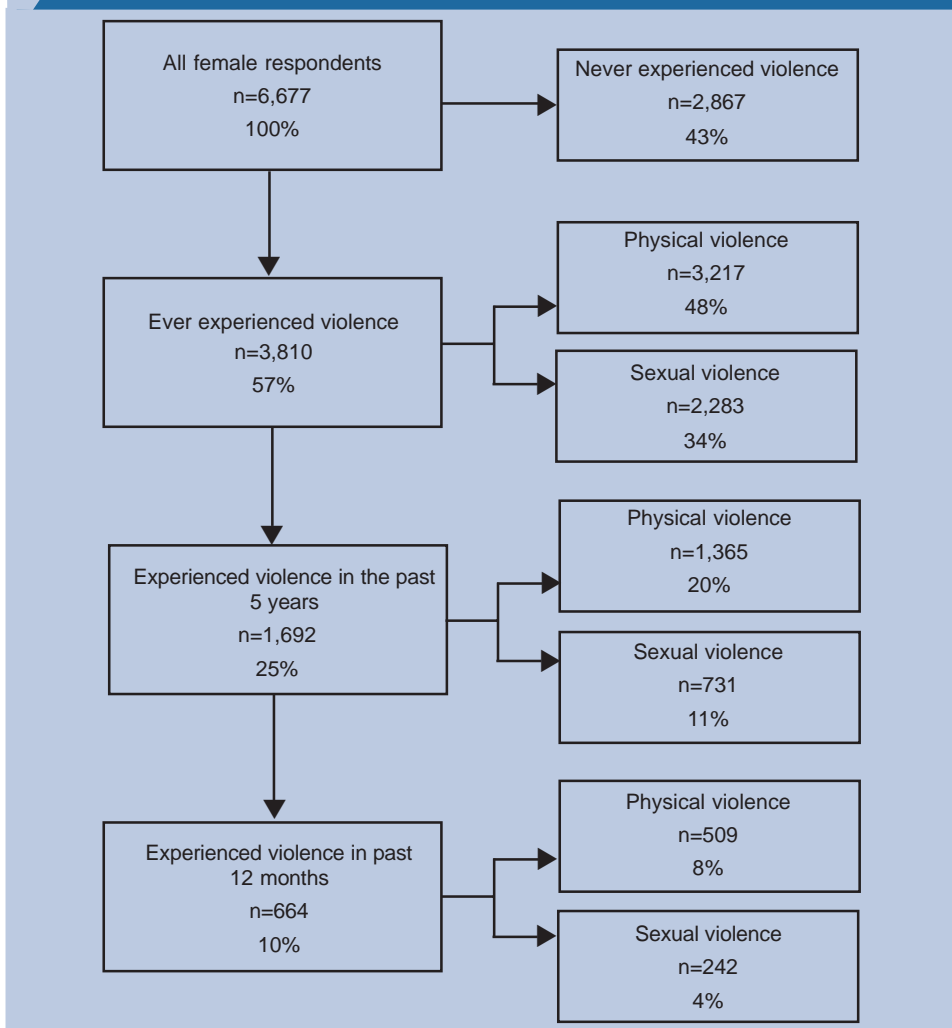 All female respondents
n=6,677
100%
Never experienced violence
n=2,867
43%
Ever experienced violence
n=3,810
57%
Physical violence
n=3,217
48%
Sexual violence
n=2,283
34%
Experienced violence in the past
5 years
n=1,692
25%
Physical violence
n=1,365
20%
Sexual violence
n=731
11%
Experienced violence in past
12 months
n=664
10%
Physical violence
n=509
8%
Sexual violence
n=242
4%